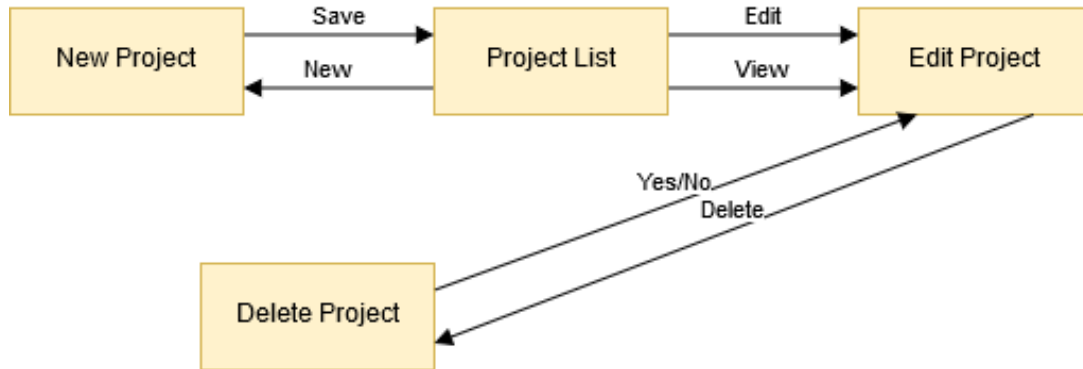 Save
Edit
New Project
Project List
Edit Project
New
View
Yes/No
Delete
Delete Project